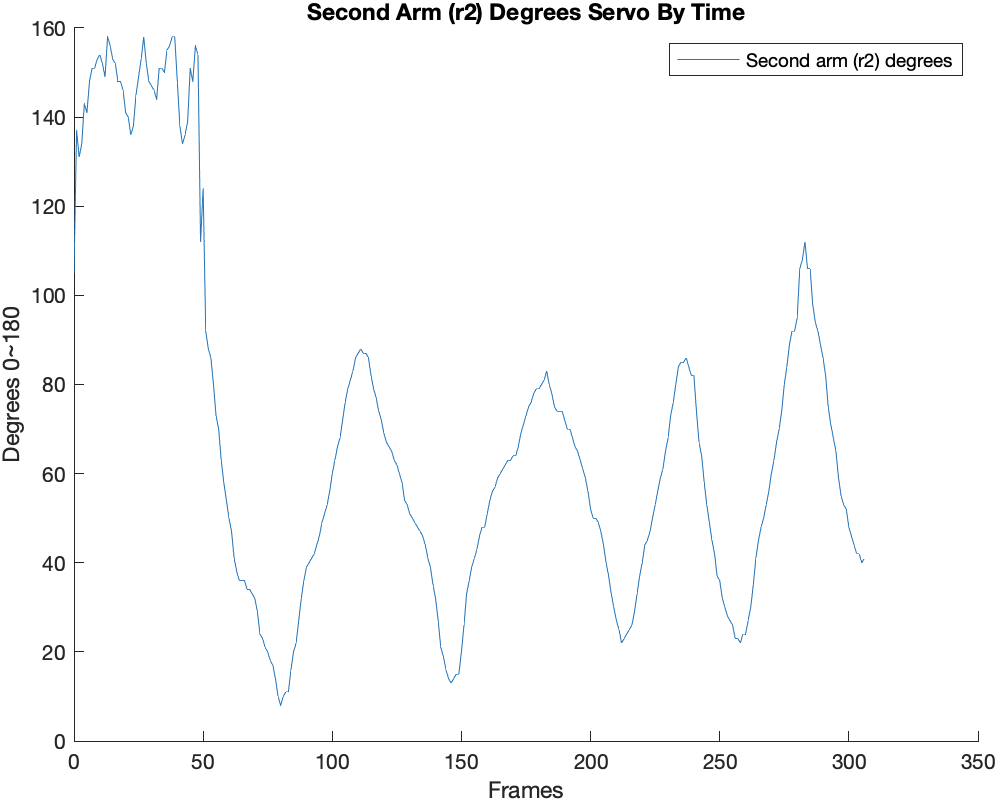 Second Arm (r2) Degrees Servo By Time
Second arm (r2) degrees
Degrees 0~180
160
140
120
100
80
60
40
20
0
0 50 100 150 200 250 300 350
Frames